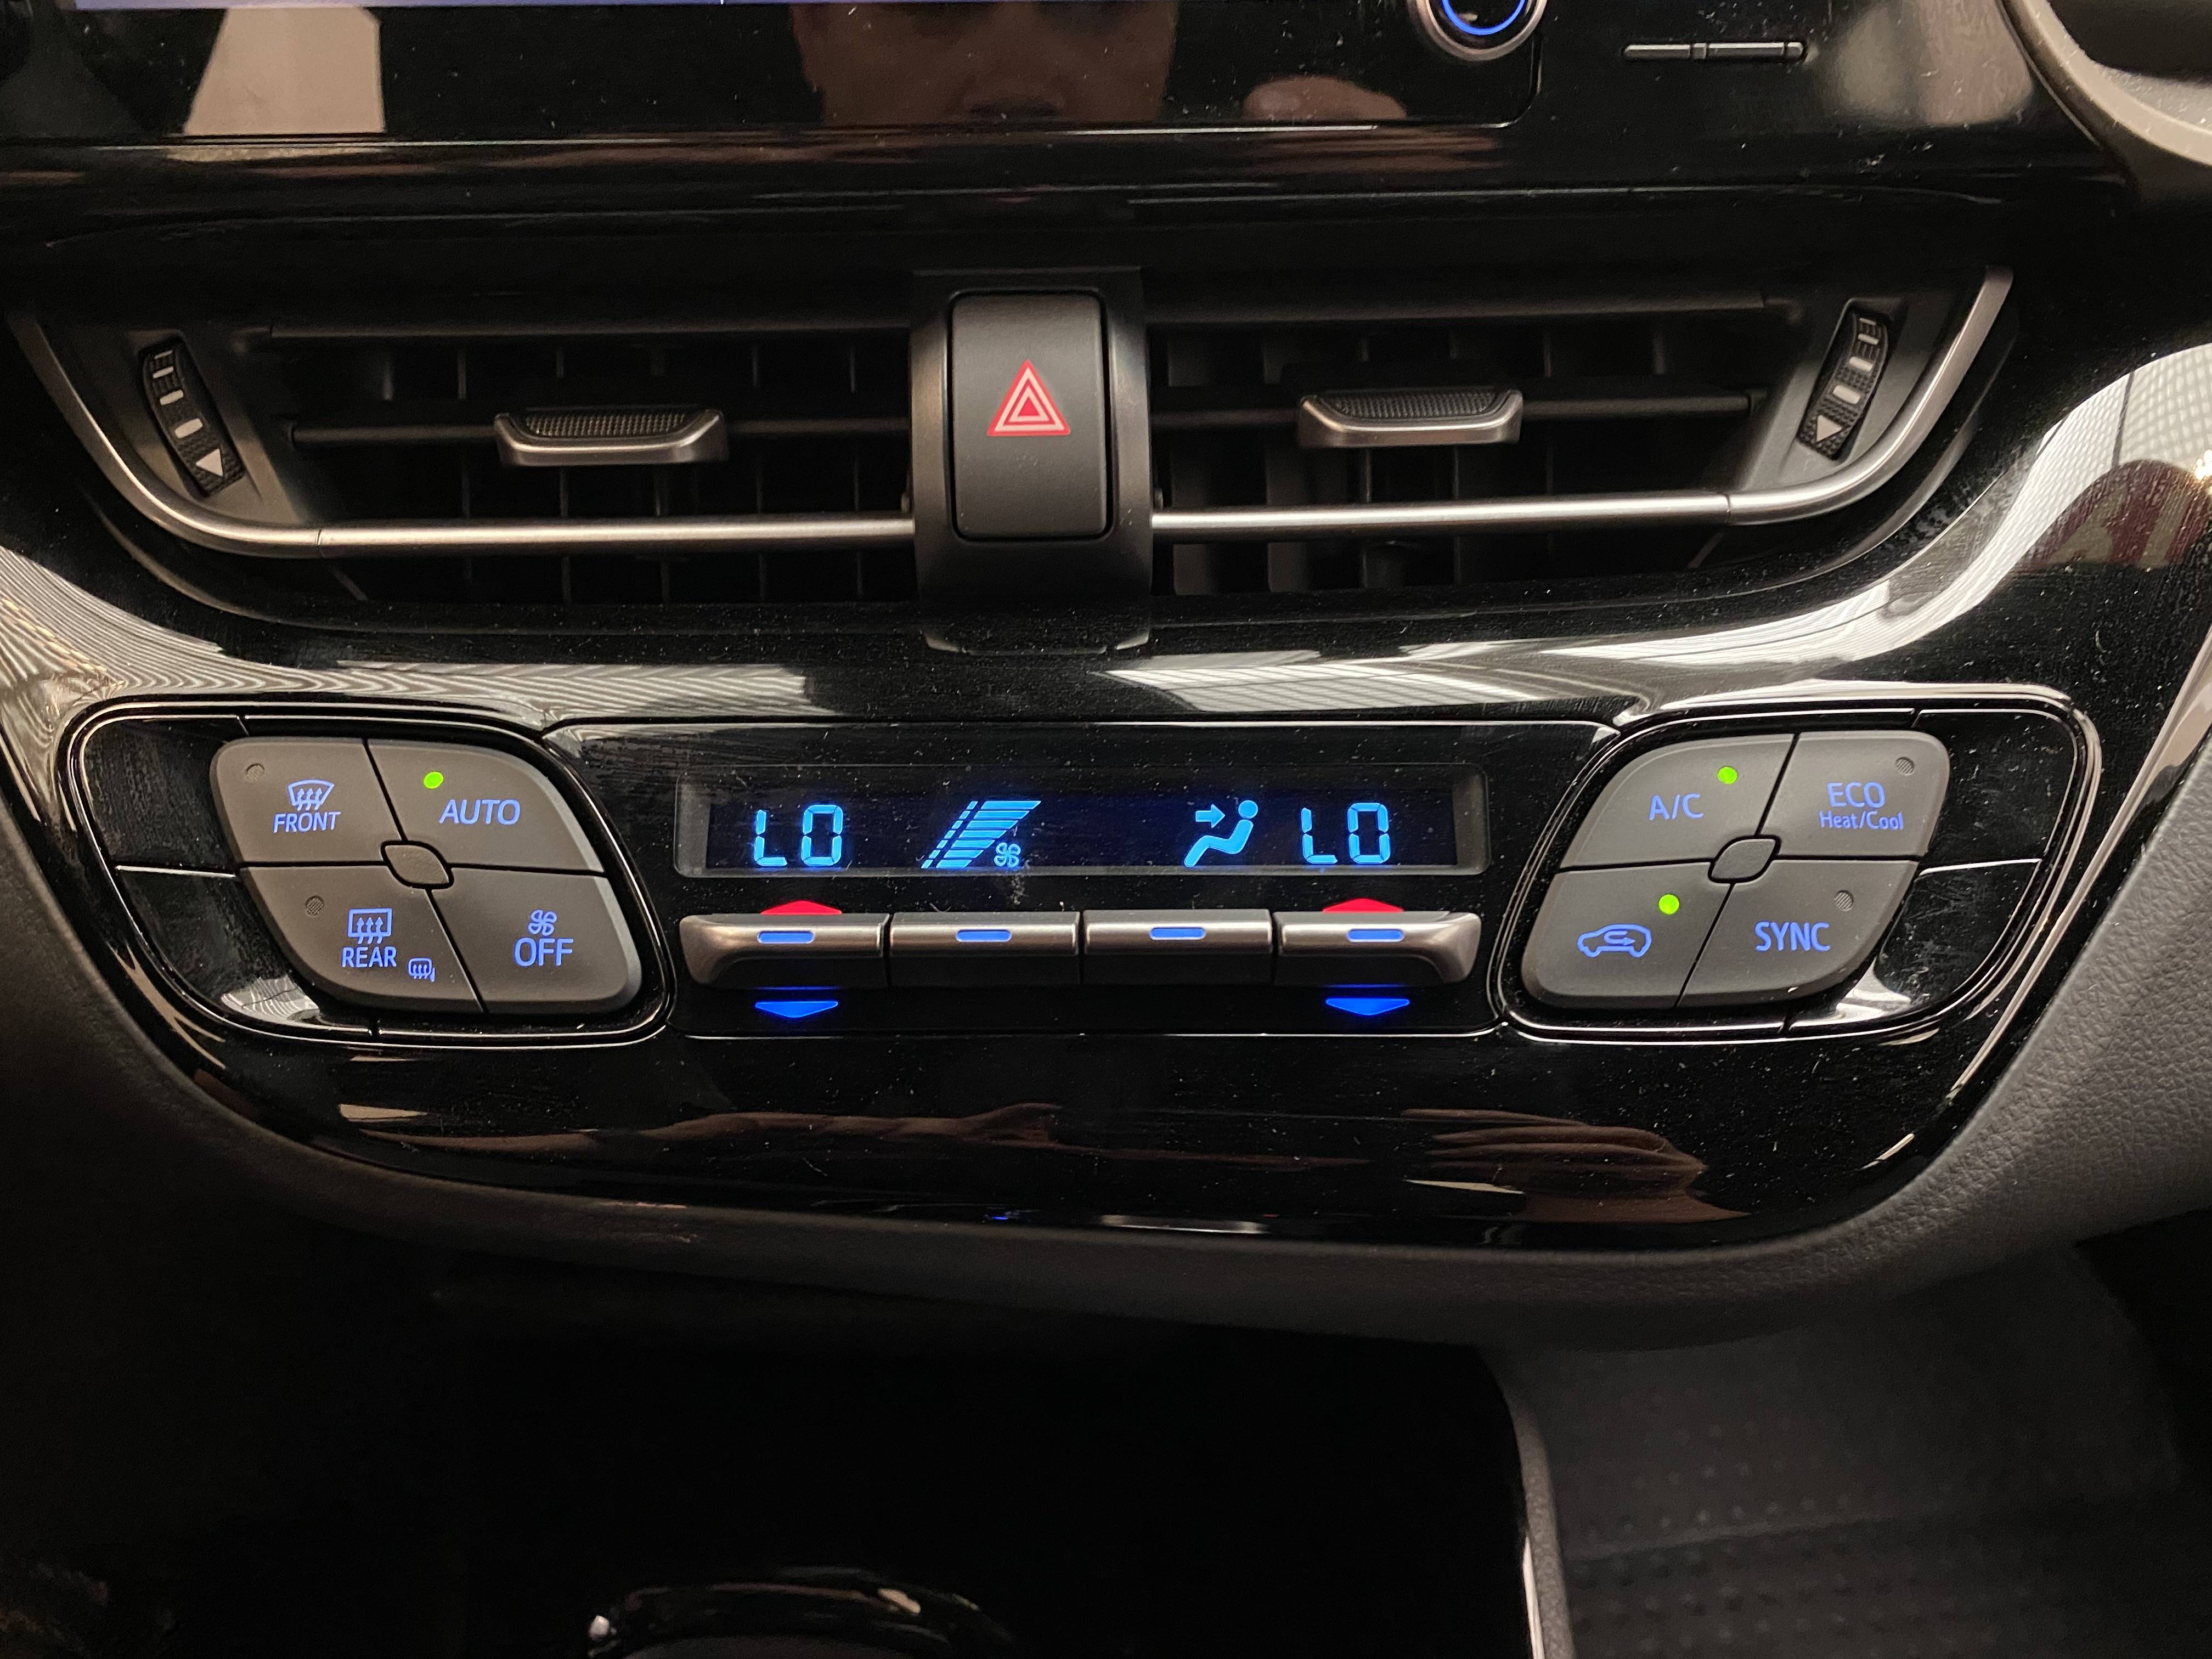 FRONT
AUTO
REAR
OFF
LO
LO
A/C
ECO
Heat/Cool
SYNC